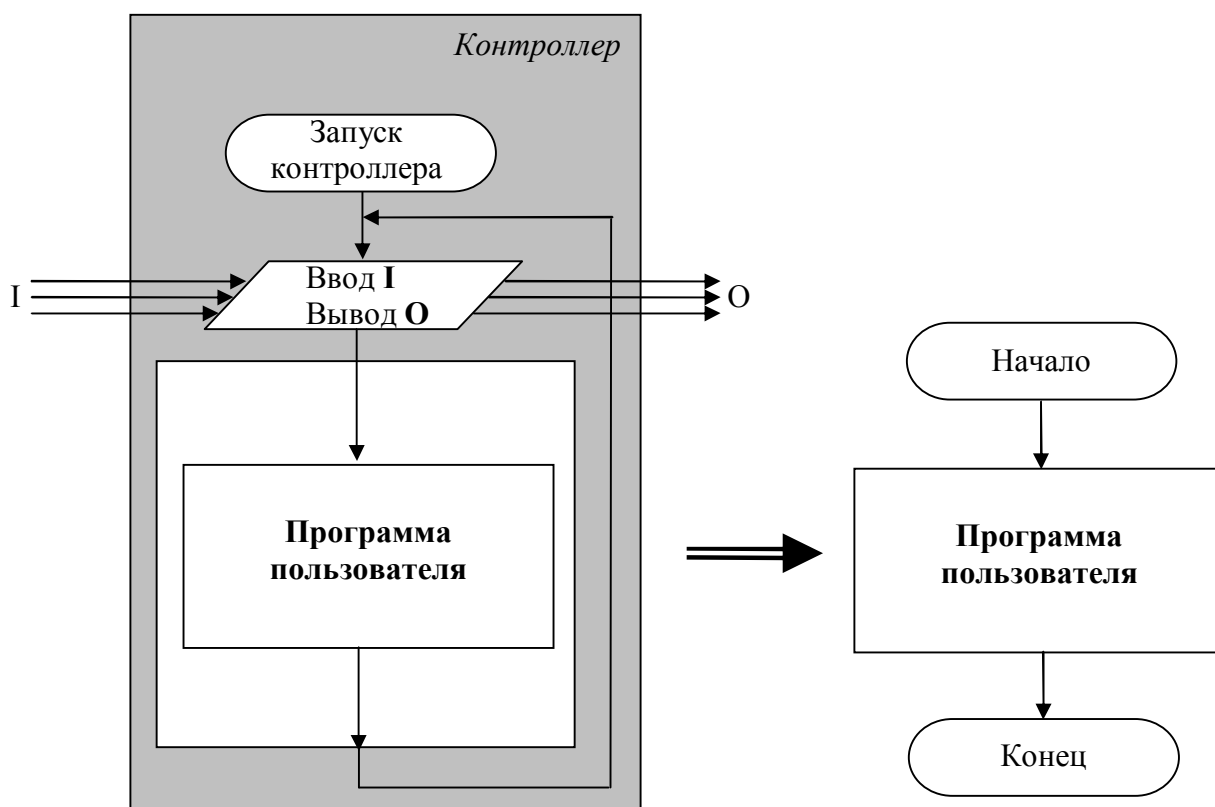 Контроллер
Запуск
контроллера
I
Ввод I
Вывод O
O
Программа
пользователя
Начало
Программа
пользователя
Конец